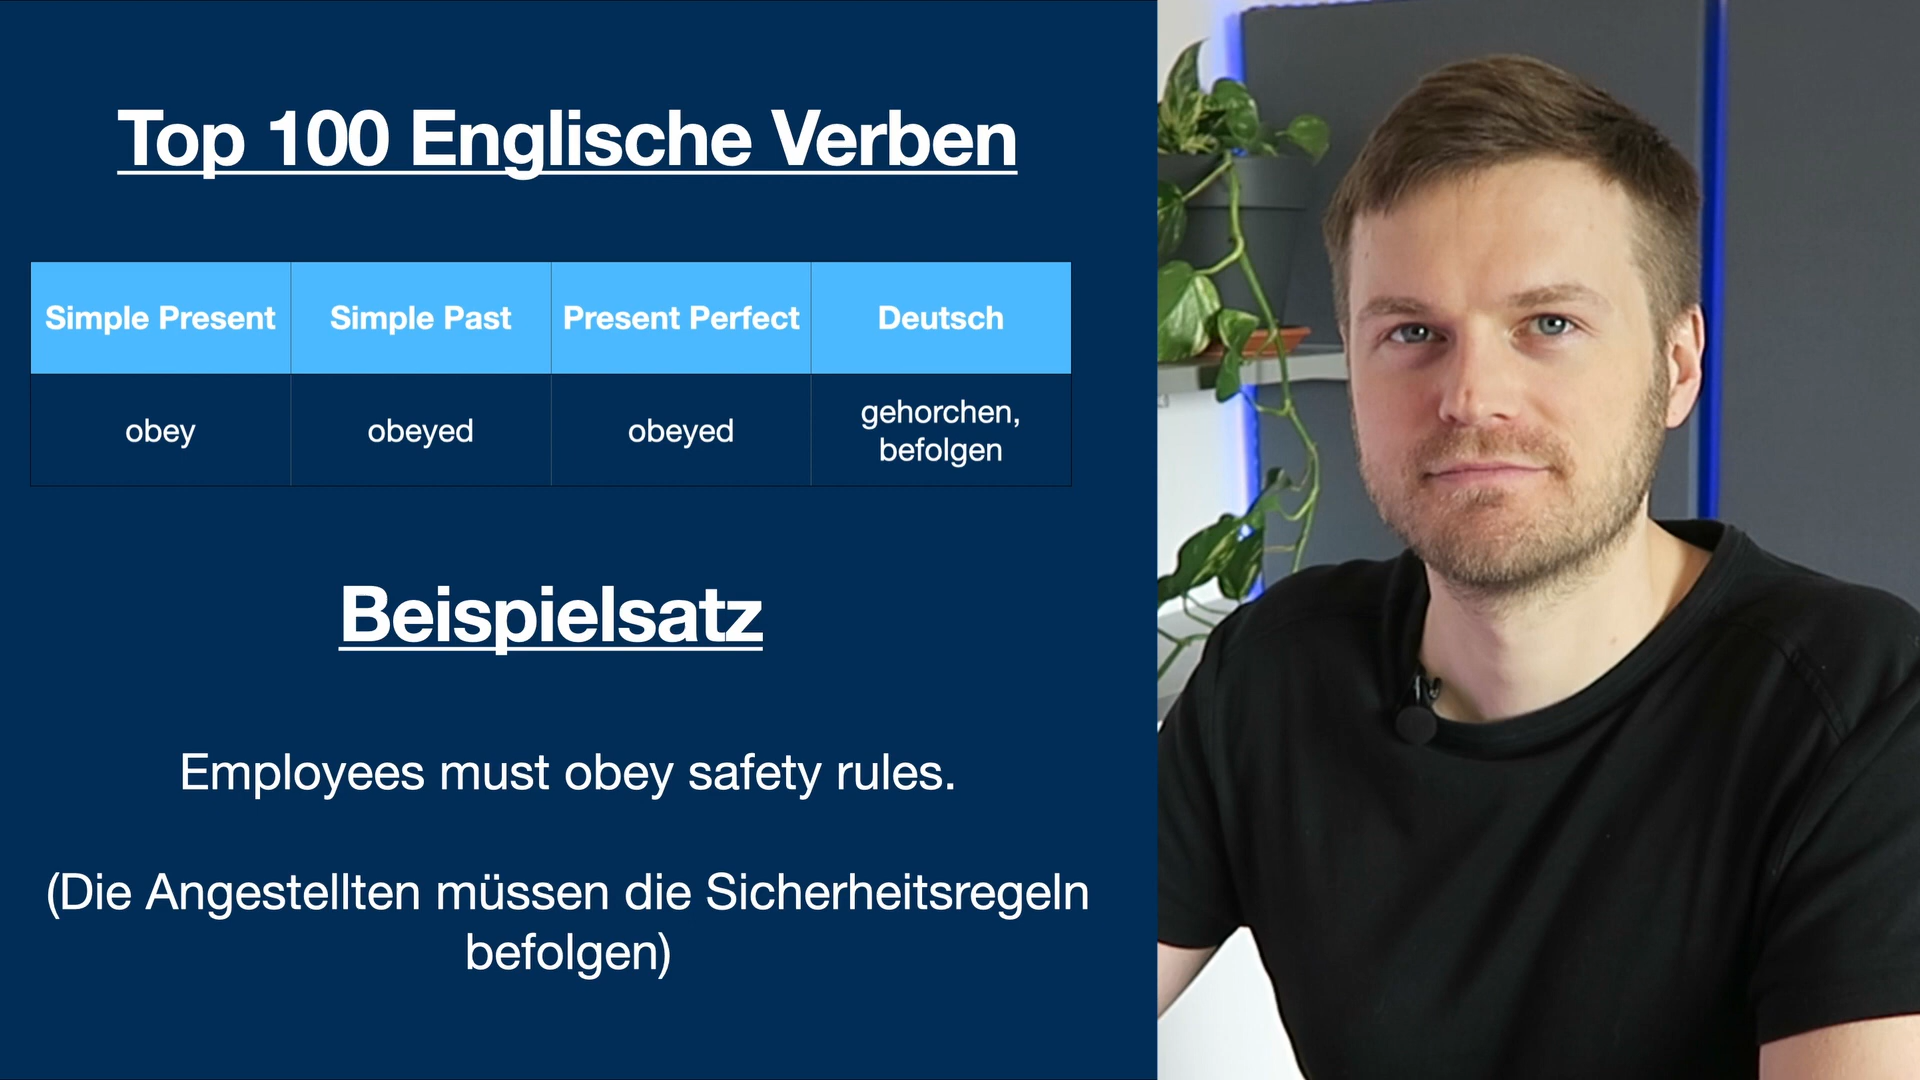 Top 100 Englische Verben
Simple Present Simple Past Present Perfect Deutsch
obey obeyed obeyed gehorchen, befolgen
Beispielsatz
Employees must obey safety rules.
(Die Angestellten müssen die Sicherheitsregeln
befolgen)